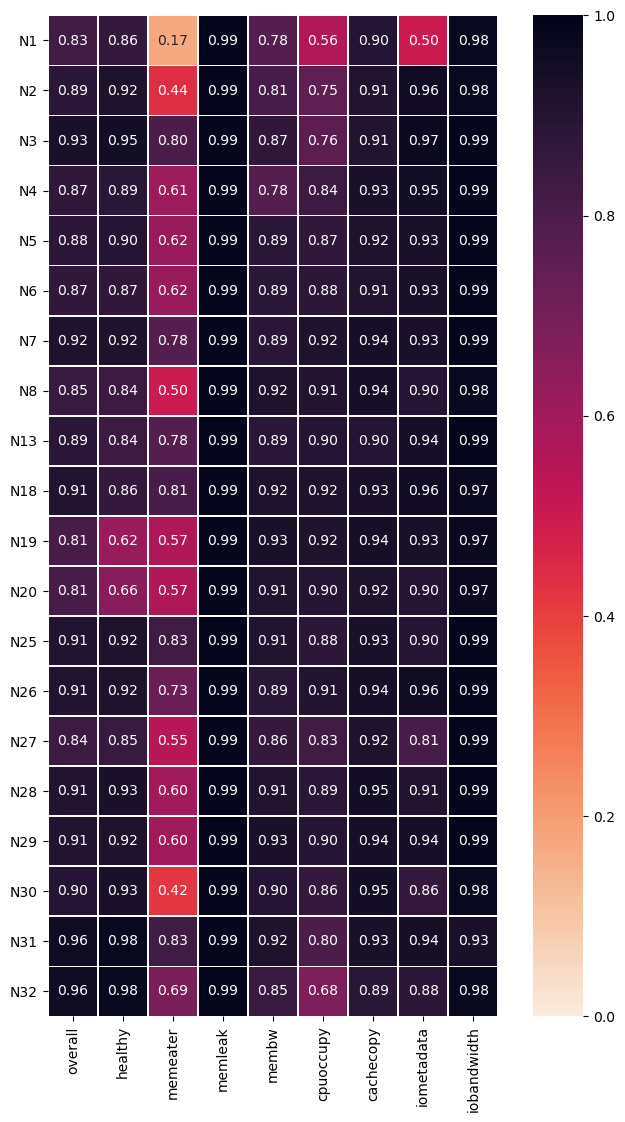 N1 0.83 0.86 0.17 0.99 0.78 0.56 0.90 0.50 0.98
N2 0.89 0.92 0.44 0.99 0.81 0.75 0.91 0.96 0.98
N3 0.93 0.95 0.80 0.99 0.87 0.76 0.91 0.97 0.99
N4 0.87 0.89 0.61 0.99 0.78 0.84 0.93 0.95 0.99
N5 0.88 0.90 0.62 0.99 0.89 0.87 0.92 0.93 0.99
N6 0.87 0.87 0.62 0.99 0.89 0.88 0.91 0.93 0.99
N7 0.92 0.92 0.78 0.99 0.89 0.92 0.94 0.93 0.99
N8 0.85 0.84 0.50 0.99 0.92 0.91 0.94 0.90 0.98
N13 0.89 0.84 0.78 0.99 0.89 0.90 0.90 0.94 0.99
N18 0.91 0.86 0.81 0.99 0.92 0.92 0.93 0.96 0.97
N19 0.81 0.62 0.57 0.99 0.93 0.92 0.94 0.93 0.97
N20 0.81 0.66 0.57 0.99 0.91 0.90 0.92 0.90 0.97
N25 0.91 0.92 0.83 0.99 0.91 0.88 0.93 0.90 0.99
N26 0.91 0.92 0.73 0.99 0.89 0.91 0.94 0.96 0.99
N27 0.84 0.85 0.55 0.99 0.86 0.83 0.92 0.81 0.99
N28 0.91 0.93 0.60 0.99 0.91 0.89 0.95 0.91 0.99
N29 0.91 0.92 0.60 0.99 0.93 0.90 0.94 0.94 0.99
N30 0.90 0.93 0.42 0.99 0.90 0.86 0.95 0.86 0.98
N31 0.96 0.98 0.83 0.99 0.92 0.80 0.93 0.94 0.93
N32 0.96 0.98 0.69 0.99 0.85 0.68 0.89 0.88 0.98
overall healthy memeater memleak membw cpuoccupy cachecopy iometadata iobandwidth
1.0
0.8
0.6
0.4
0.2
0.0